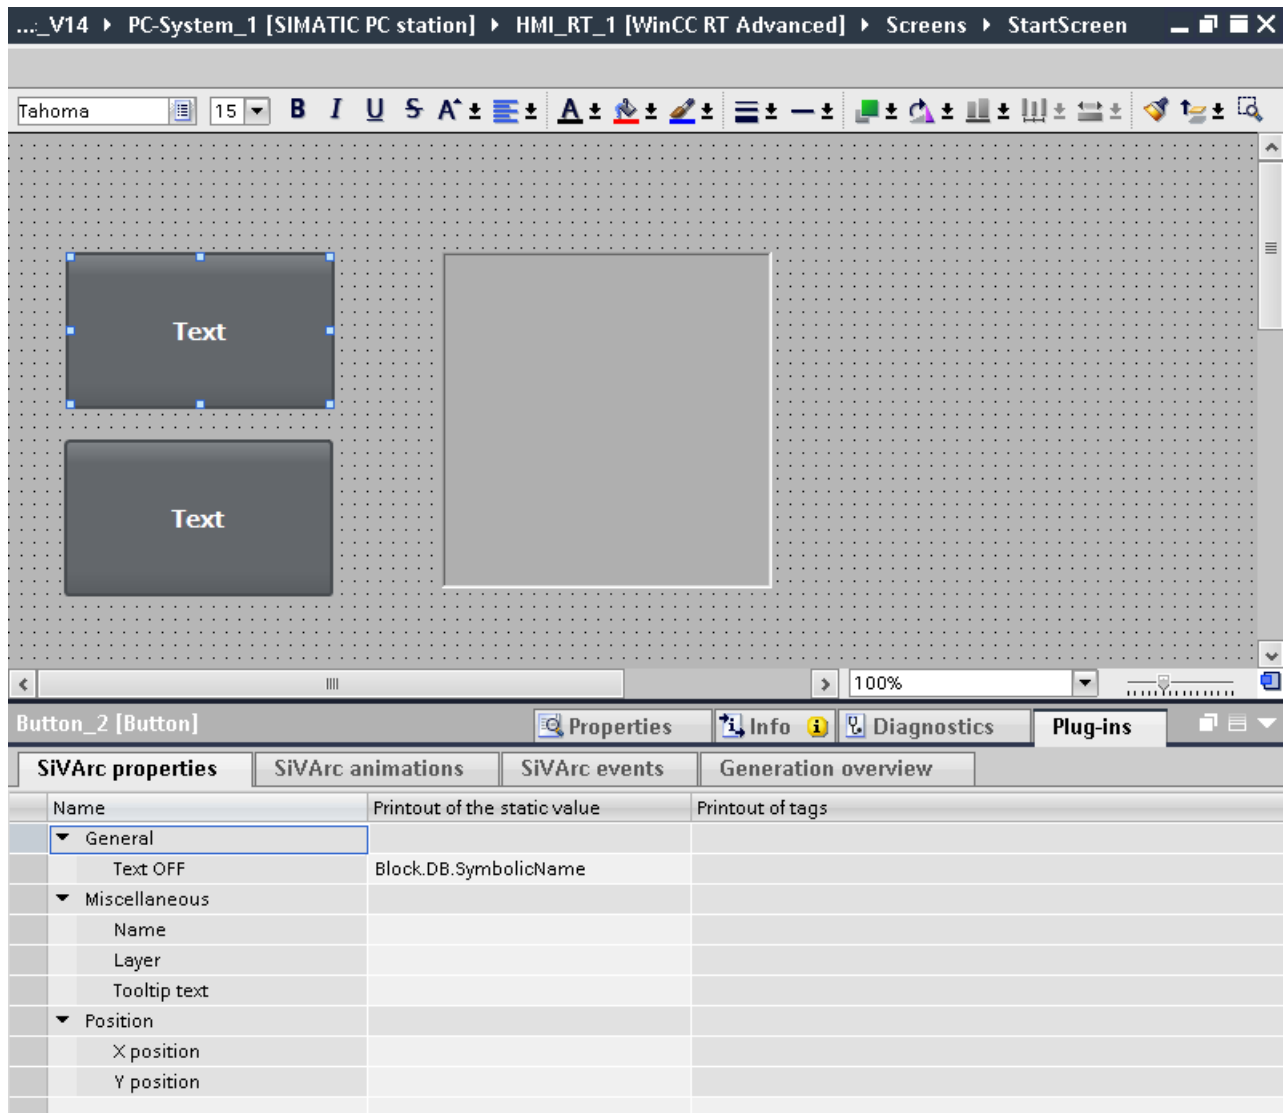 ..._V14 ▸ PC-System_1 [SIMATIC PC station] ▸ HMI_RT_1 [WinCC RT Advanced] ▸ Screens ▸ StartScreen
Tahoma 15 B I U S A A
Text
Text
100%
Button_2 [Button] Properties Info Diagnostics Plug-ins
SiVArc properties SiVArc animations SiVArc events Generation overview
Name Printout of the static value Printout of tags
General
Text OFF Block.DB.SymbolicName
Miscellaneous
Name
Layer
Tooltip text
Position
X position
Y position